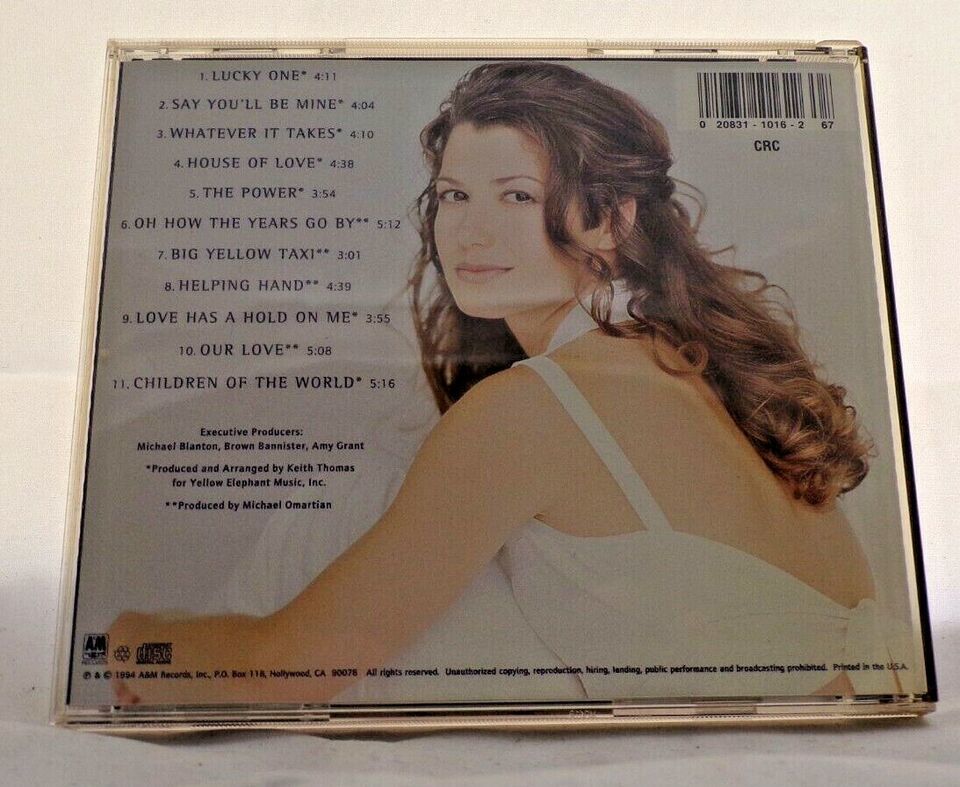 1. LUCKY ONE* 4:11
2. SAY YOU'LL BE MINE* 4:04
3. WHATEVER IT TAKES* 4:10
4. HOUSE OF LOVE* 4:38
5. THE POWER* 3:54
6. OH HOW THE YEARS GO BY** 5:12
7. BIG YELLOW TAXI** 3:01
8. HELPING HAND** 4:39
9. LOVE HAS A HOLD ON ME* 3:55
10. OUR LOVE** 5:08
11. CHILDREN OF THE WORLD* 5:16
Executive Producers:
Michael Blanton, Brown Bannister, Amy Grant
*Produced and Arranged by Keith Thomas
for Yellow Elephant Music, Inc.
**Produced by Michael Omartian
0 20831 - 1016 - 2 67
CRC
A&M
RECORDS
disc
℗ & © 1994 A&M Records, Inc., P.O. Box 118, Hollywood, CA 90078 All rights reserved. Unauthorized copying, reproduction, hiring, lending, public performance and broadcasting prohibited. Printed in the U.S.A.